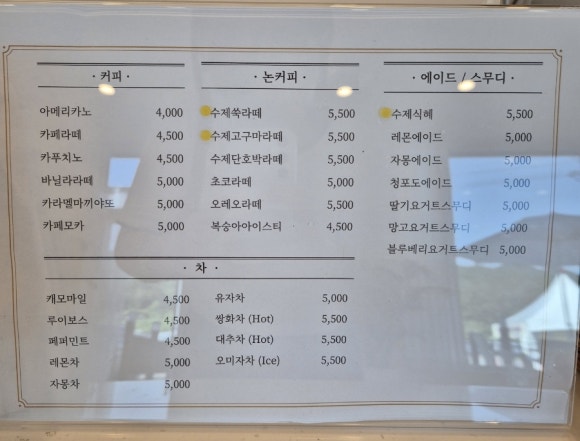 · 커피 ·
아메리카노 4,000
카페라떼 4,500
카푸치노 4,500
바닐라라떼 5,000
카라멜마끼야또 5,000
카페모카 5,000
· 논커피 ·
수제쑥라떼 5,500
수제고구마라떼 5,500
수제단호박라떼 5,500
초코라떼 5,000
오레오라떼 5,500
복숭아아이스티 4,500
· 에이드 / 스무디 ·
수제식혜 5,500
레몬에이드 5,000
자몽에이드 5,000
청포도에이드 5,000
딸기요거트스무디 5,000
망고요거트스무디 5,000
블루베리요거트스무디 5,000
· 차 ·
캐모마일 4,500
루이보스 4,500
페퍼민트 4,500
레몬차 5,000
자몽차 5,000
유자차 5,000
쌍화차 (Hot) 5,500
대추차 (Hot) 5,500
오미자차 (Ice) 5,500